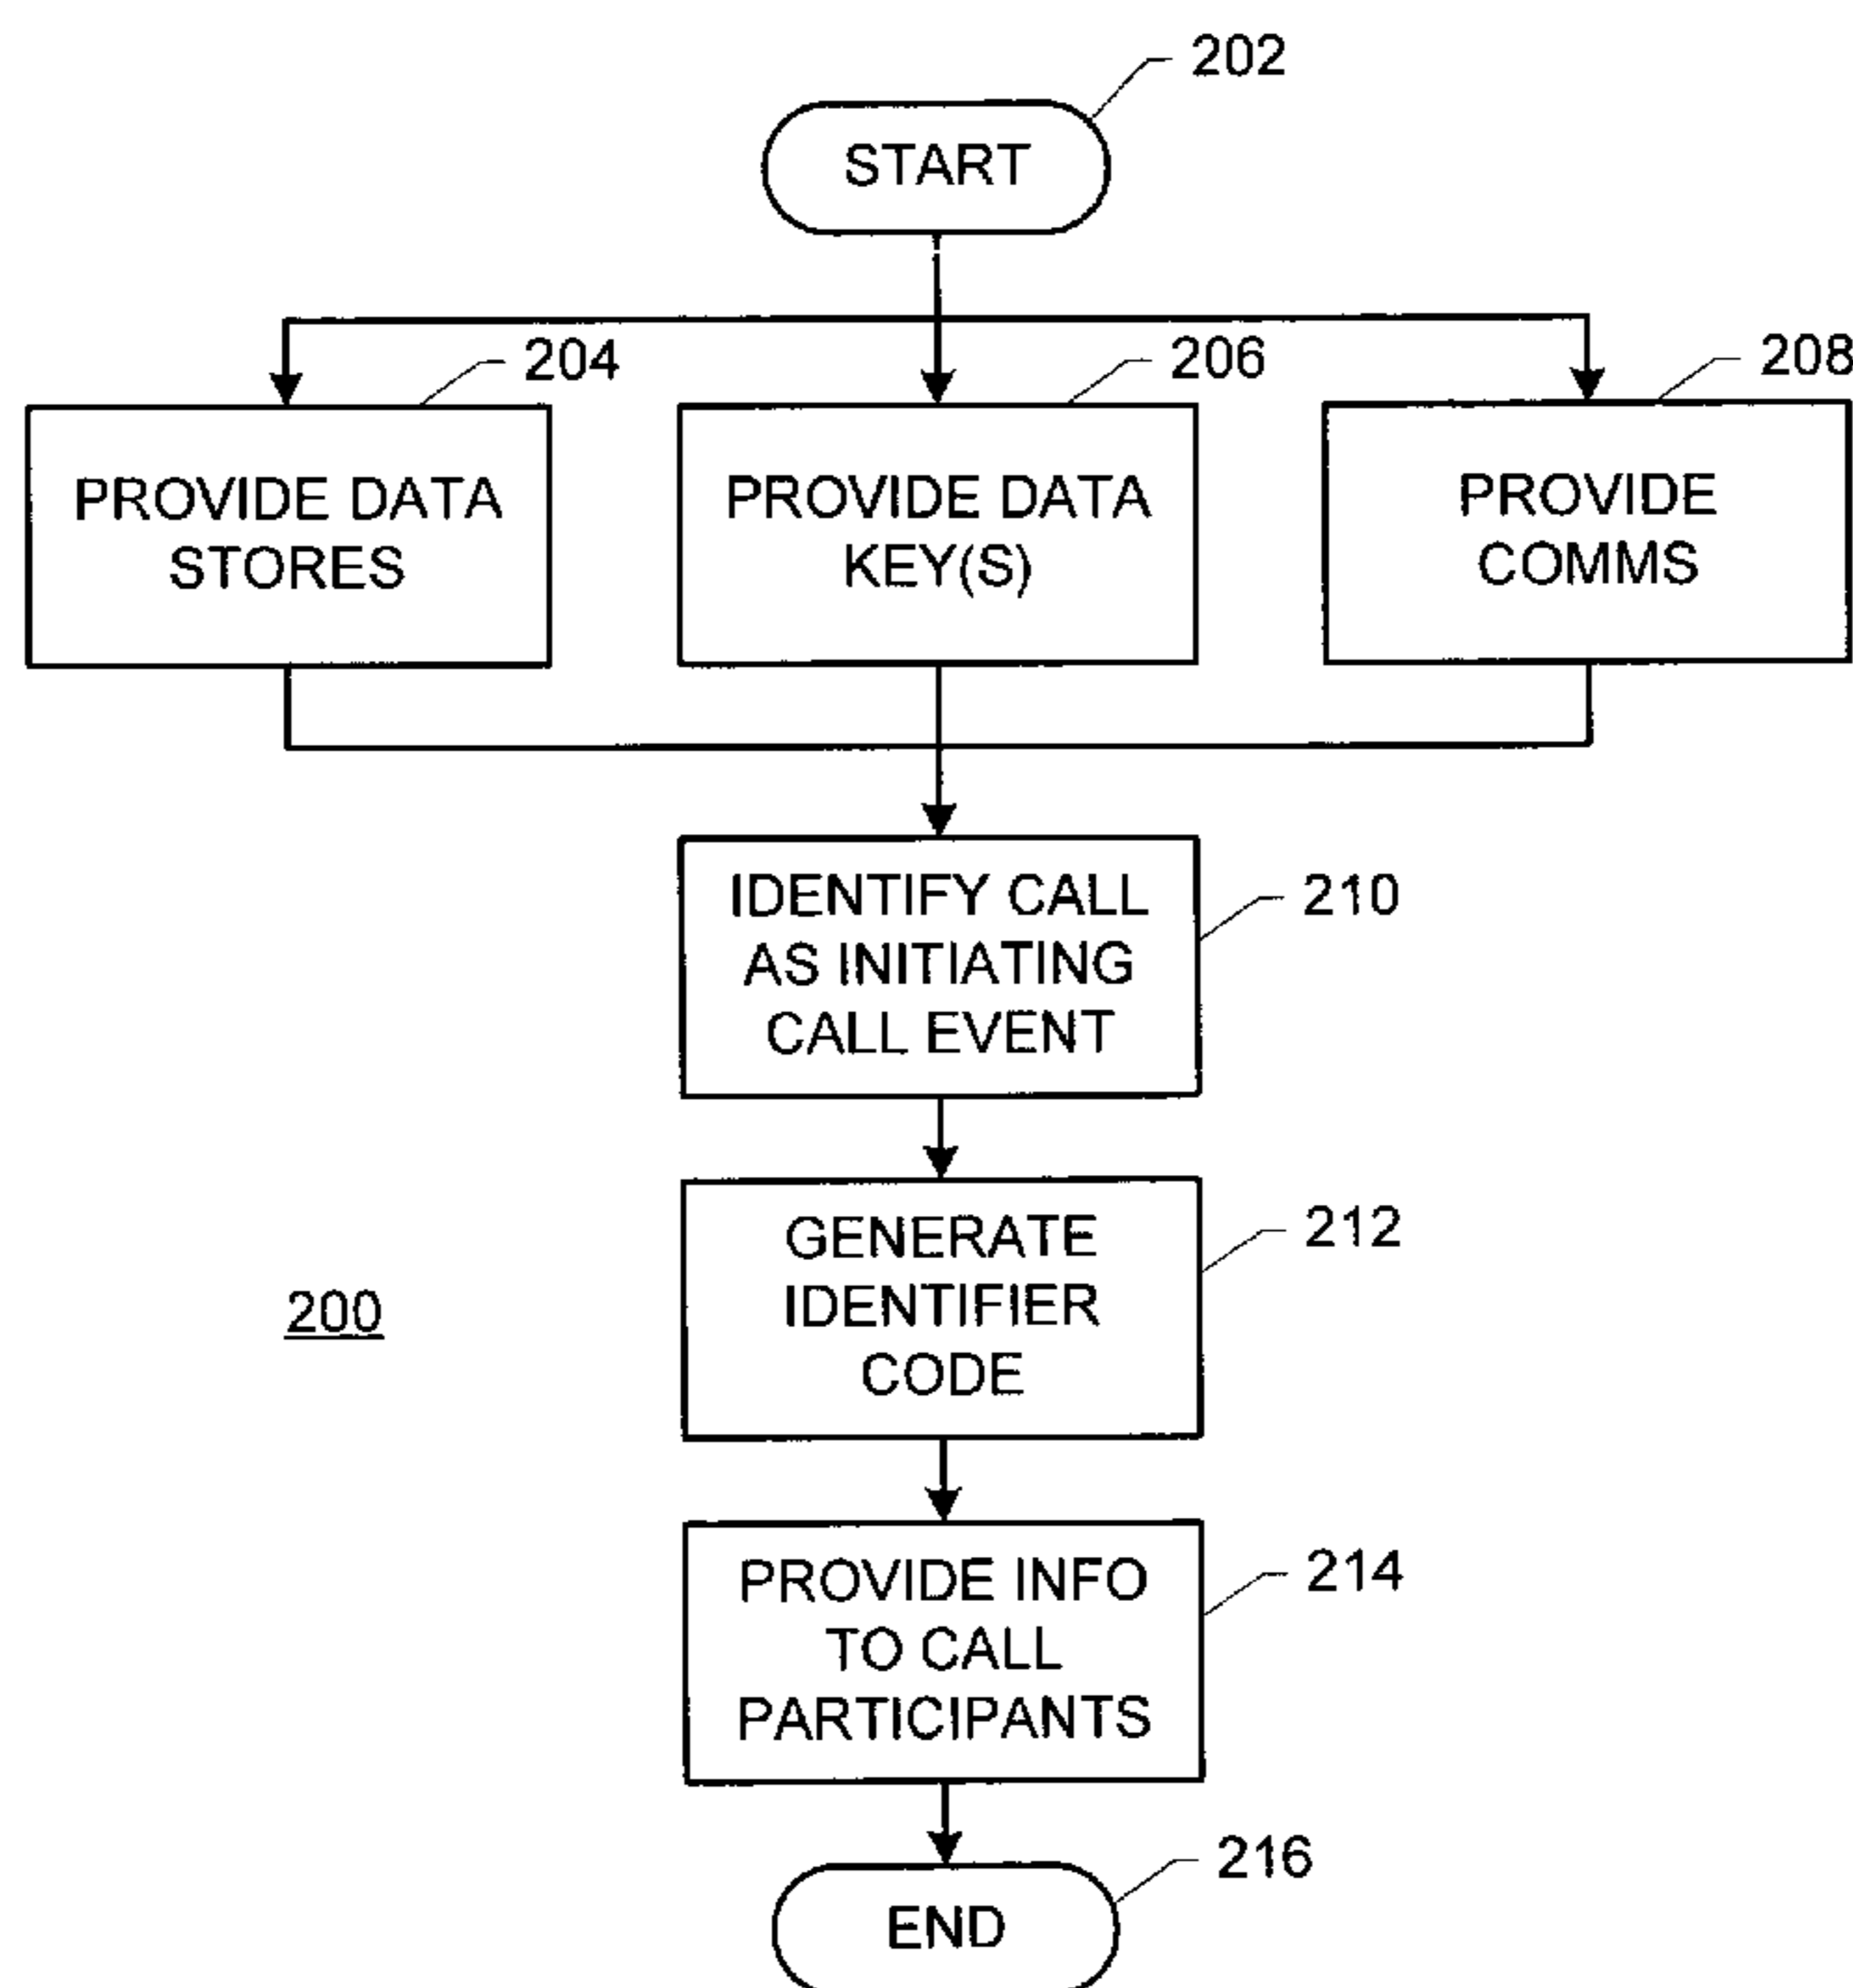 202
START
204
206
208
PROVIDE DATA
STORES
PROVIDE DATA
KEY(S)
PROVIDE
COMMS
IDENTIFY CALL
AS INITIATING
CALL EVENT
210
GENERATE
IDENTIFIER
CODE
212
200
PROVIDE INFO
TO CALL
PARTICIPANTS
214
216
END